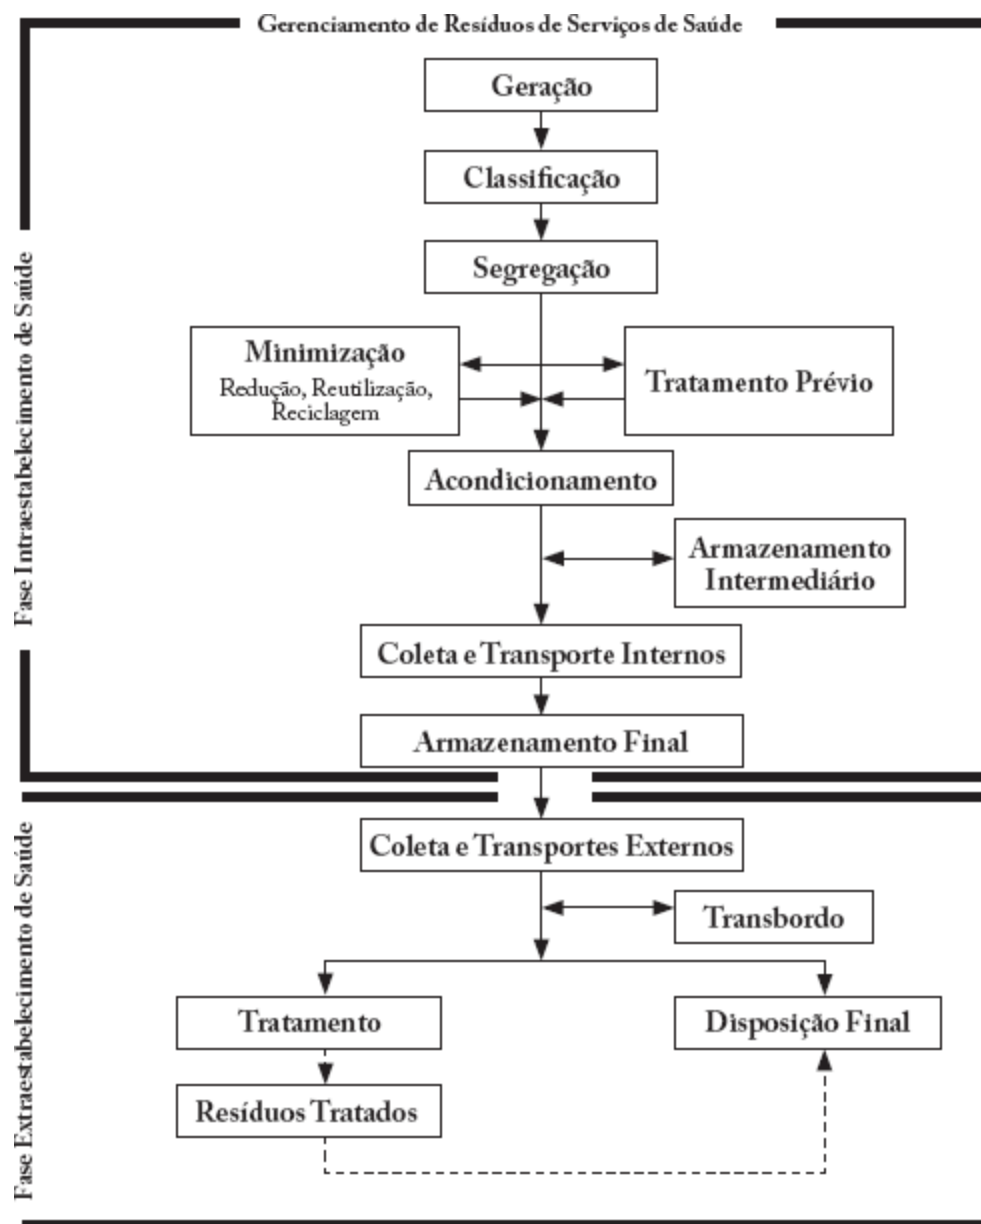 Gerenciamento de Resíduos de Serviços de Saúde
Fase Intraestabelecimento de Saúde
Geração
Classificação
Segregação
Minimização
Redução, Reutilização,
Reciclagem
Tratamento Prévio
Acondicionamento
Armazenamento
Intermediário
Coleta e Transporte Internos
Armazenamento Final
Fase Extraestabelecimento de Saúde
Coleta e Transportes Externos
Transbordo
Tratamento
Disposição Final
Resíduos Tratados